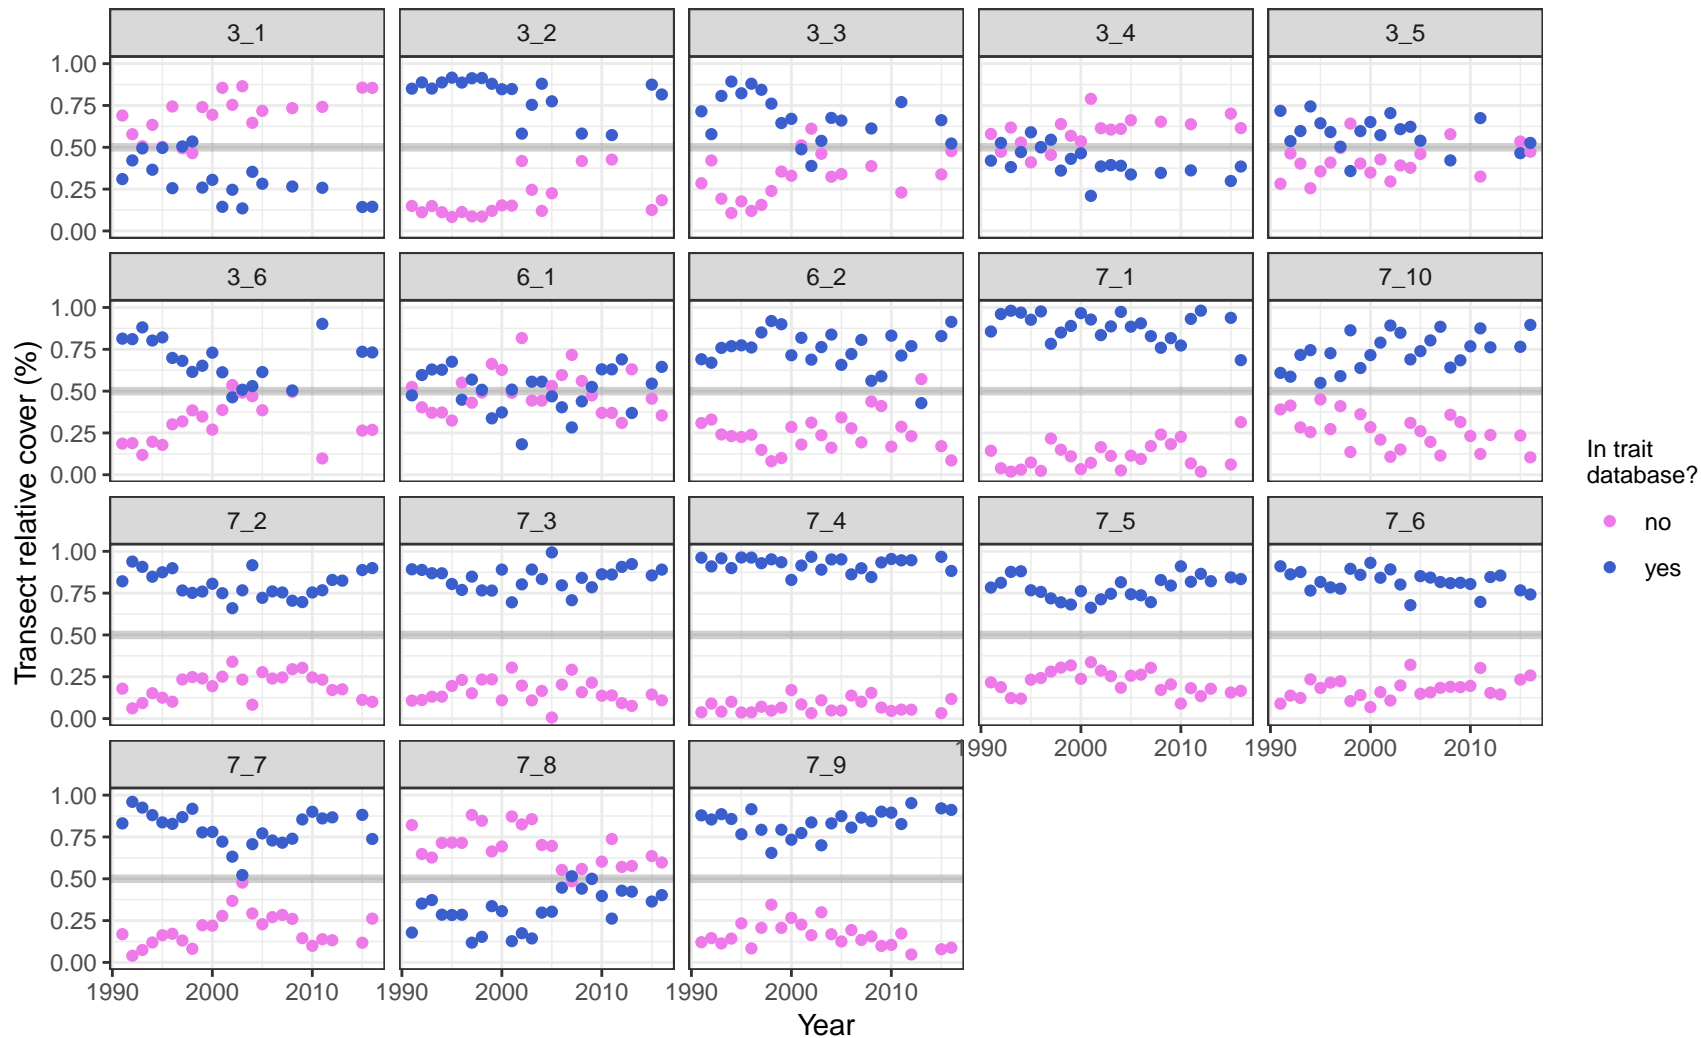 3_1 3_2 3_3 3_4 3_5
1.00
0.75
0.50
0.25
0.00
3_6 6_1 6_2 7_1 7_10
1.00
0.75
0.50
0.25
0.00
Transect relative cover (%)
In trait
database?
no
yes
7_2 7_3 7_4 7_5 7_6
1.00
0.75
0.50
0.25
0.00
1990 2000 2010 1990 2000 2010
7_7 7_8 7_9
1.00
0.75
0.50
0.25
0.00
1990 2000 2010 1990 2000 2010 1990 2000 2010
Year